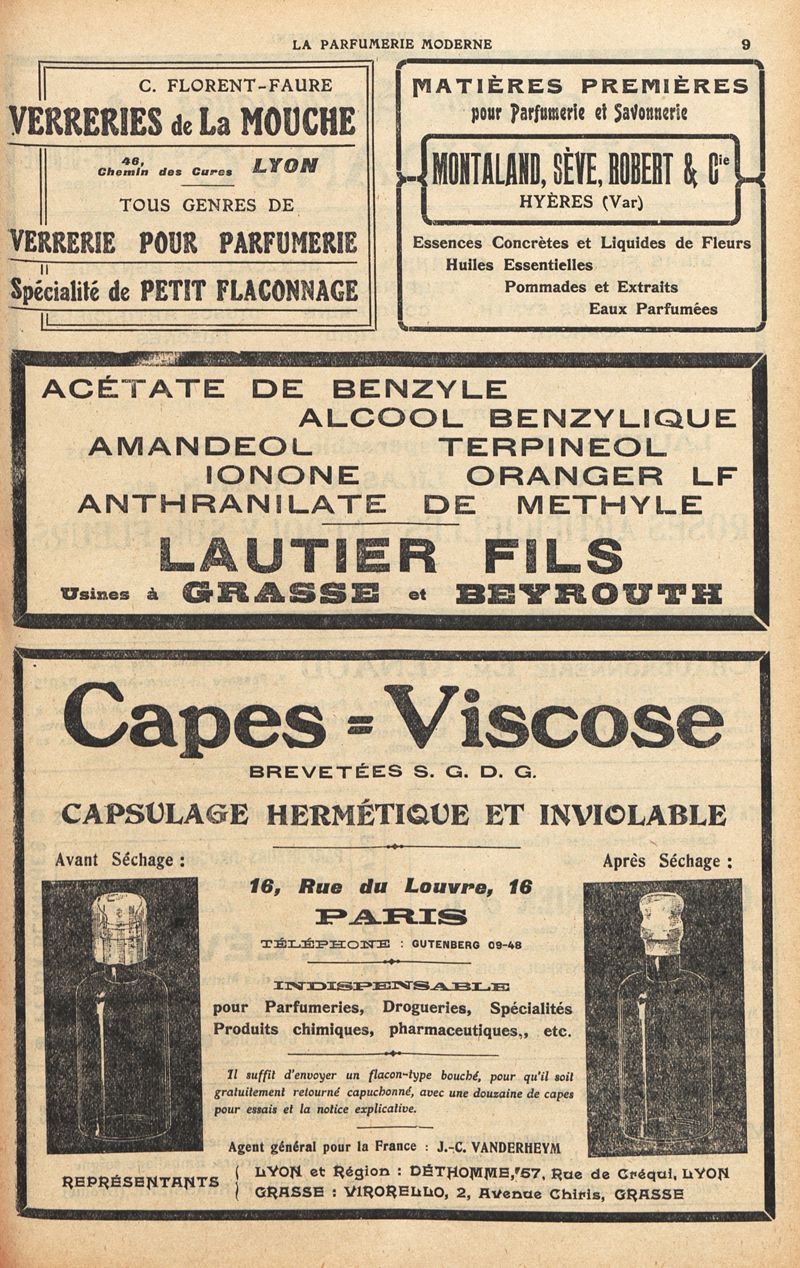 LA PARFUMERIE MODERNE
9
C. FLORENT-FAURE
VERRERIES de La MOUCHE
46,
Chemin des Cures LYON
TOUS GENRES DE
VERRERIE POUR PARFUMERIE
Spécialité de PETIT FLACONNAGE
MATIÈRES PREMIÈRES
pour Parfumerie et Savonnerie
MONTALAND, SÈVE, ROBERT & Cie
HYÈRES (Var)
Essences Concrètes et Liquides de Fleurs
Huiles Essentielles
Pommades et Extraits
Eaux Parfumées
ACÉTATE DE BENZYLE
ALCOOL BENZYLIQUE
AMANDEOL TERPINEOL
IONONE ORANGER LF
ANTHRANILATE DE METHYLE
LAUTIER FILS
Usines à GRASSE et BEYROUTH
Capes = Viscose
BREVETÉES S. G. D. G.
CAPSULAGE HERMÉTIQUE ET INVIOLABLE
Avant Séchage :
Après Séchage :
16, Rue du Louvre, 16
PARIS
TÉLÉPHONE : GUTENBERG 09-48
INDISPENSABLE
pour Parfumeries, Drogueries, Spécialités
Produits chimiques, pharmaceutiques,, etc.
Il suffit d'envoyer un flacon-type bouché, pour qu'il soit
gratuitement retourné capuchonné, avec une douzaine de capes
pour essais et la notice explicative.
Agent général pour la France : J.-C. VANDERHEYM
REPRÉSENTANTS
LYON et Région : DÉTHOMME, 57, Rue de Créqui, LYON
GRASSE : VIRORELLO, 2, Avenue Chiris, GRASSE